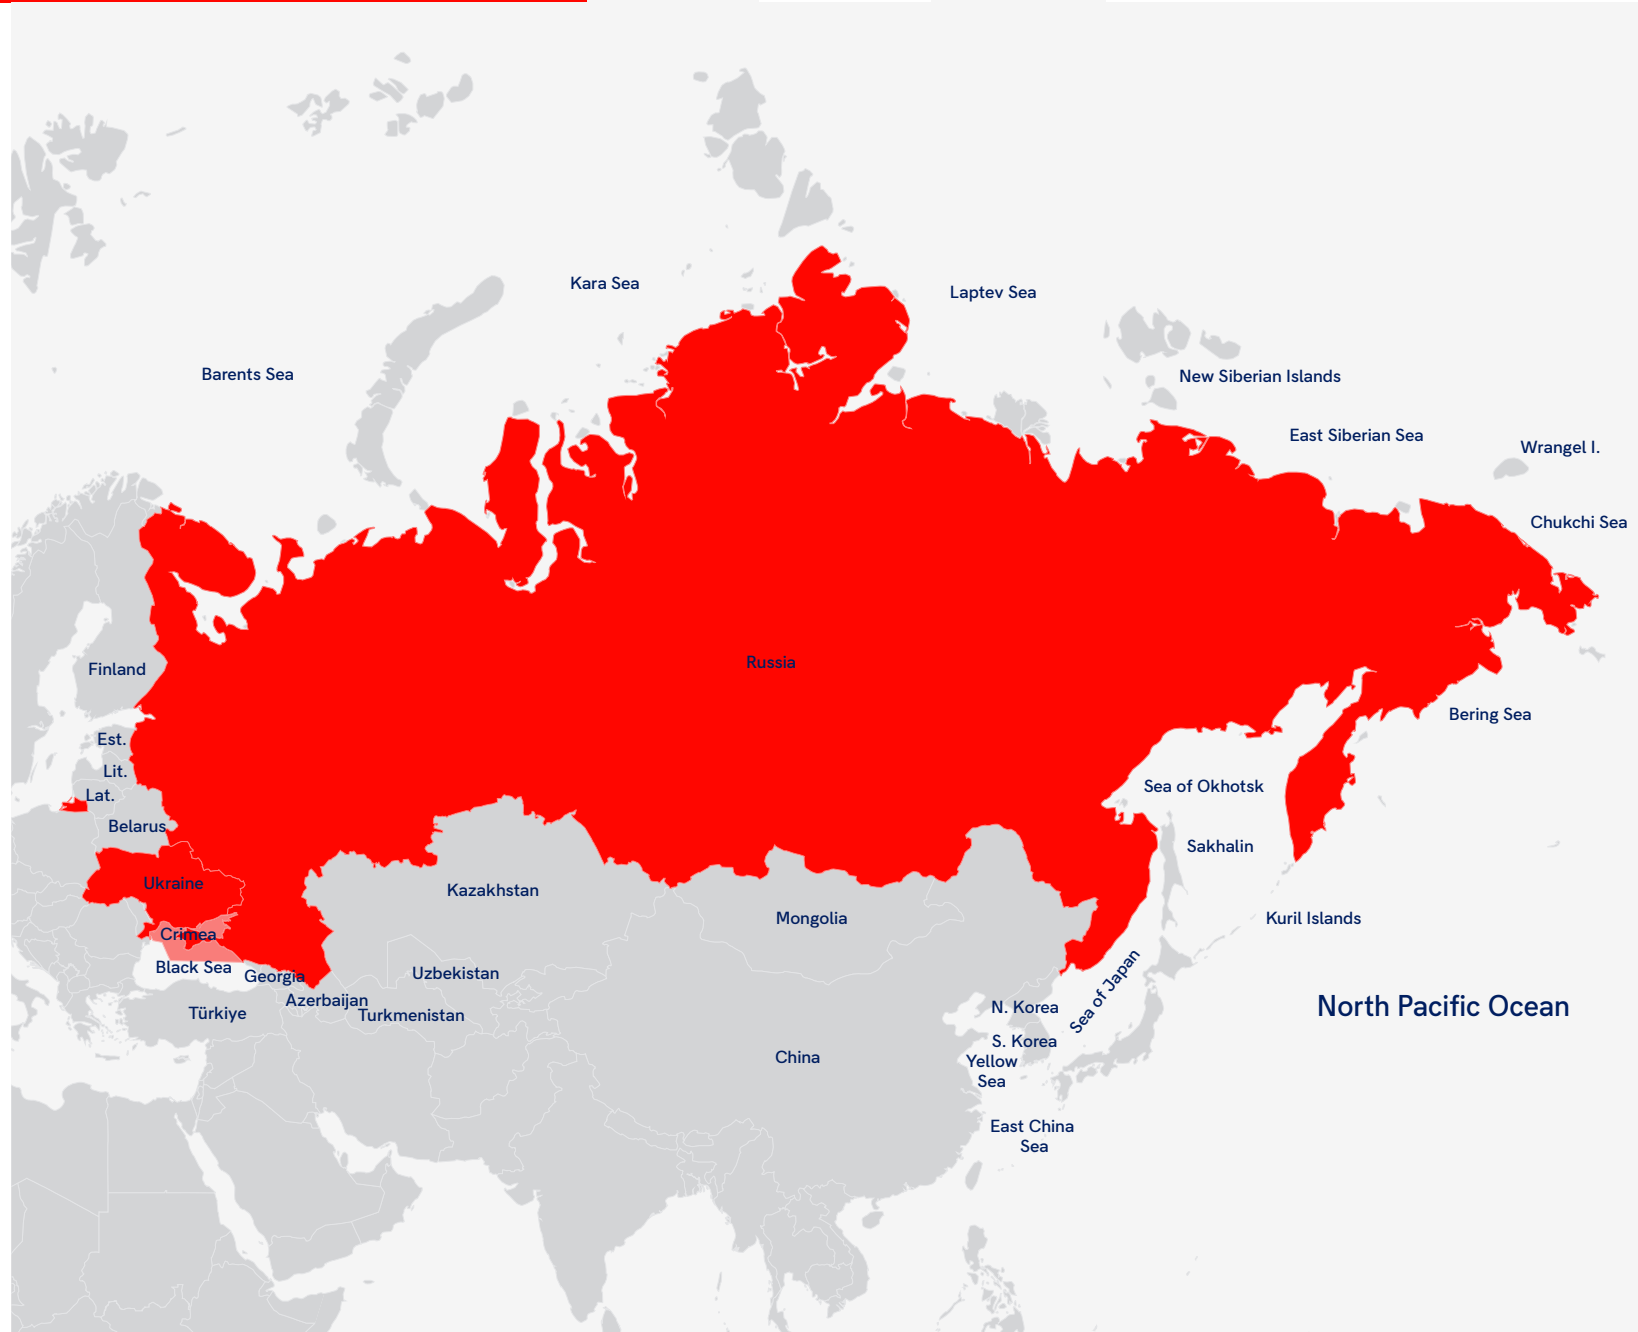 Kara Sea
Laptev Sea
Barents Sea
New Siberian Islands
East Siberian Sea
Wrangel I.
Chukchi Sea
Russia
Finland
Bering Sea
Est.
Lit.
Sea of Okhotsk
Lat.
Belarus
Sakhalin
Ukraine
Kazakhstan
Mongolia
Kuril Islands
Crimea
Black Sea
Georgia
Uzbekistan
Sea of Japan
Azerbaijan
North Pacific Ocean
N. Korea
Türkiye
Turkmenistan
S. Korea
China
Yellow
Sea
East China
Sea